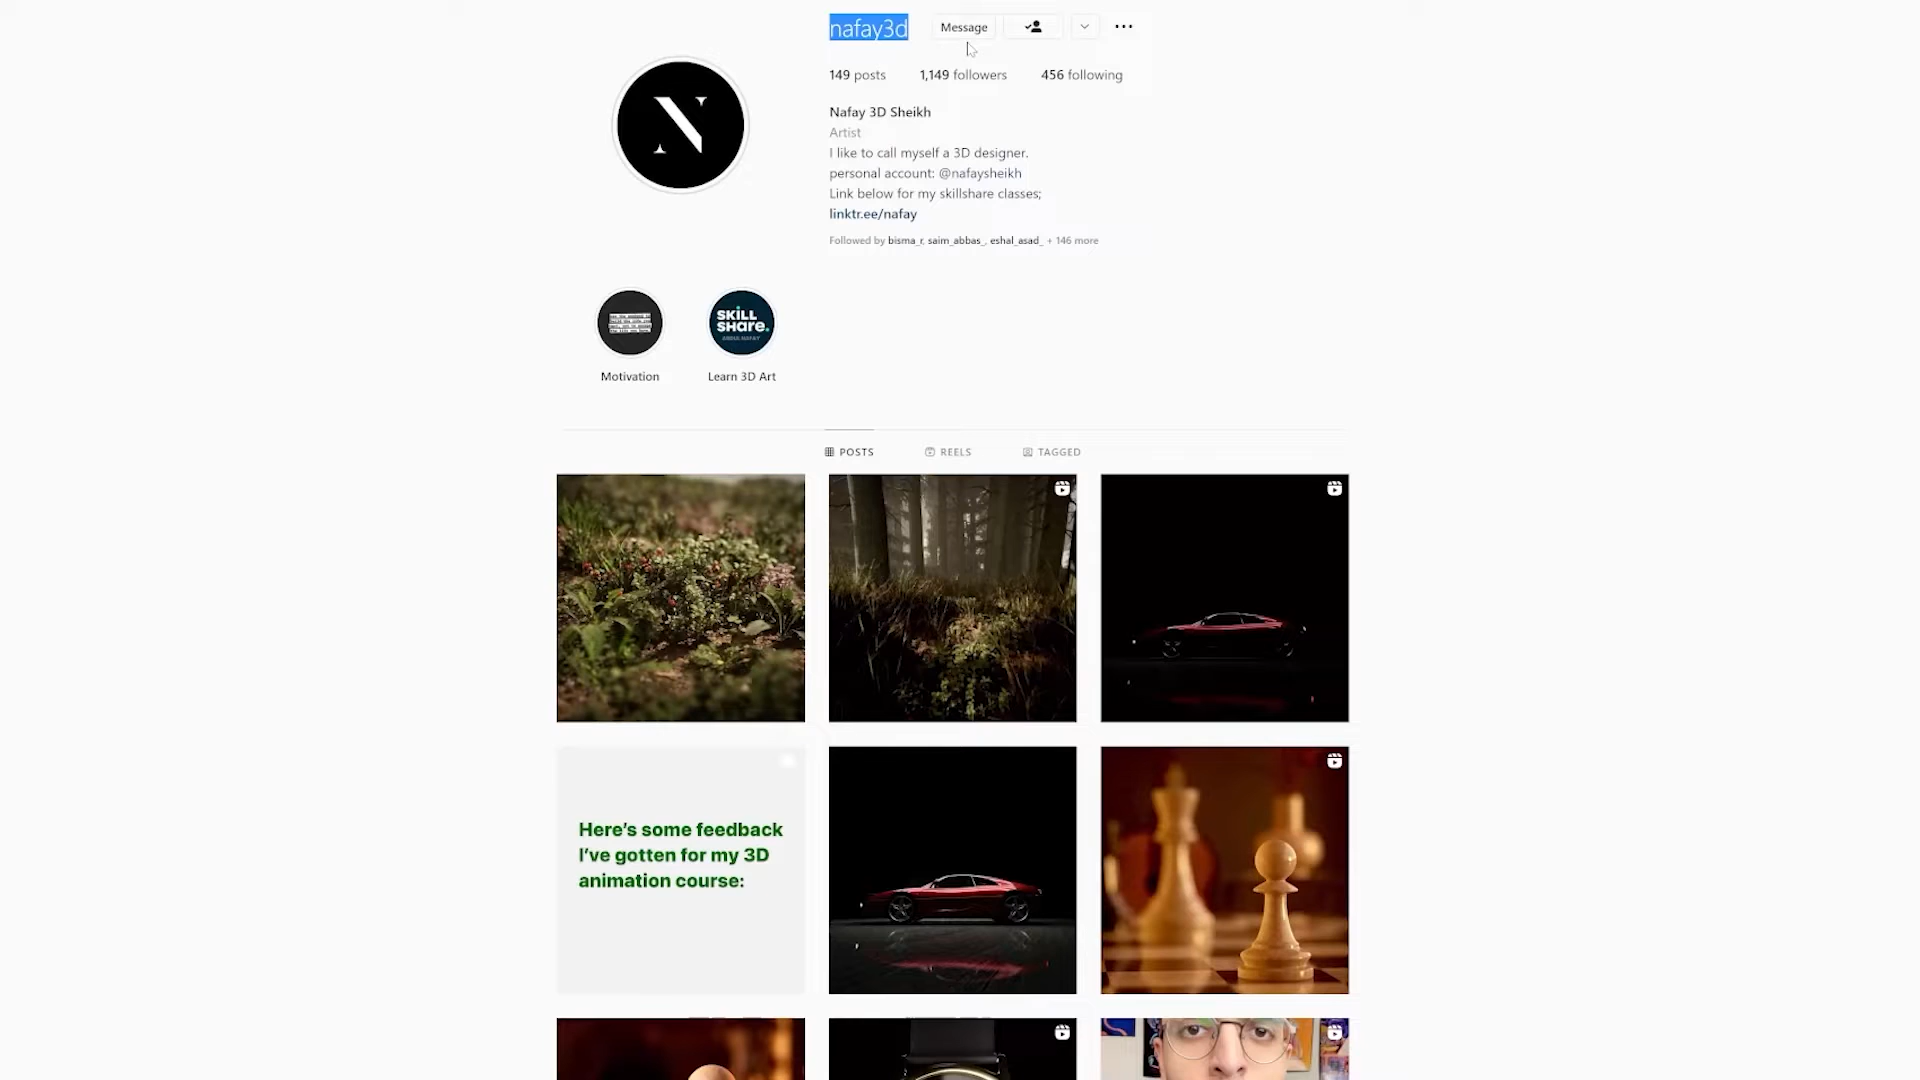 nafay3d Message
149 posts 1,149 followers 456 following
Nafay 3D Sheikh
Artist
I like to call myself a 3D designer.
personal account: @nafaysheikh
Link below for my skillshare classes;
linktr.ee/nafay
Followed by bisma_r, saim_abbas_, eshal_asad_ + 146 more
N
SKiLL
SHare.
ABDUL NAFAY
Motivation Learn 3D Art
POSTS REELS TAGGED
Here's some feedback
I've gotten for my 3D
animation course: